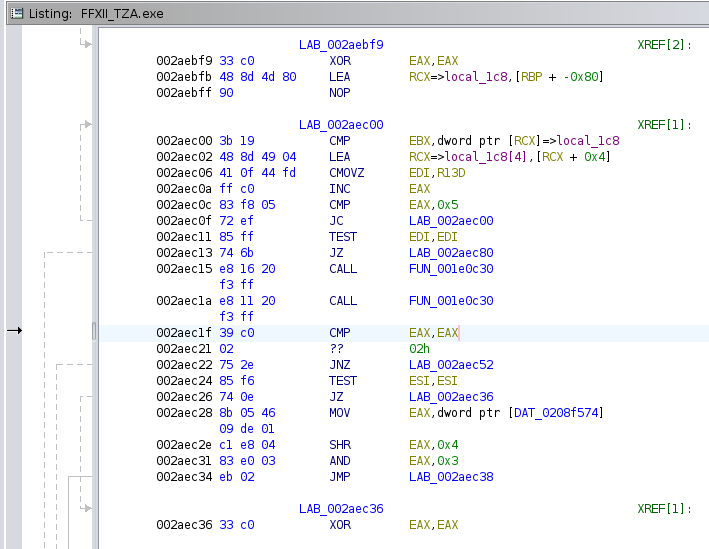 Listing: FFXII_TZA.exe
LAB_002aebf9 XREF[2]:
002aebf9 33 c0 XOR EAX,EAX
002aebfb 48 8d 4d 80 LEA RCX=>local_1c8,[RBP + -0x80]
002aebff 90 NOP
LAB_002aec00 XREF[1]:
002aec00 3b 19 CMP EBX,dword ptr [RCX]=>local_1c8
002aec02 48 8d 49 04 LEA RCX=>local_1c8[4],[RCX + 0x4]
002aec06 41 0f 44 fd CMOVZ EDI,R13D
002aec0a ff c0 INC EAX
002aec0c 83 f8 05 CMP EAX,0x5
002aec0f 72 ef JC LAB_002aec00
002aec11 85 ff TEST EDI,EDI
002aec13 74 6b JZ LAB_002aec80
002aec15 e8 16 20 CALL FUN_001e0c30
f3 ff
002aec1a e8 11 20 CALL FUN_001e0c30
f3 ff
002aec1f 39 c0 CMP EAX,EAX
002aec21 02 ?? 02h
002aec22 75 2e JNZ LAB_002aec52
002aec24 85 f6 TEST ESI,ESI
002aec26 74 0e JZ LAB_002aec36
002aec28 8b 05 46 MOV EAX,dword ptr [DAT_0208f574]
09 de 01
002aec2e c1 e8 04 SHR EAX,0x4
002aec31 83 e0 03 AND EAX,0x3
002aec34 eb 02 JMP LAB_002aec38
LAB_002aec36 XREF[1]:
002aec36 33 c0 XOR EAX,EAX